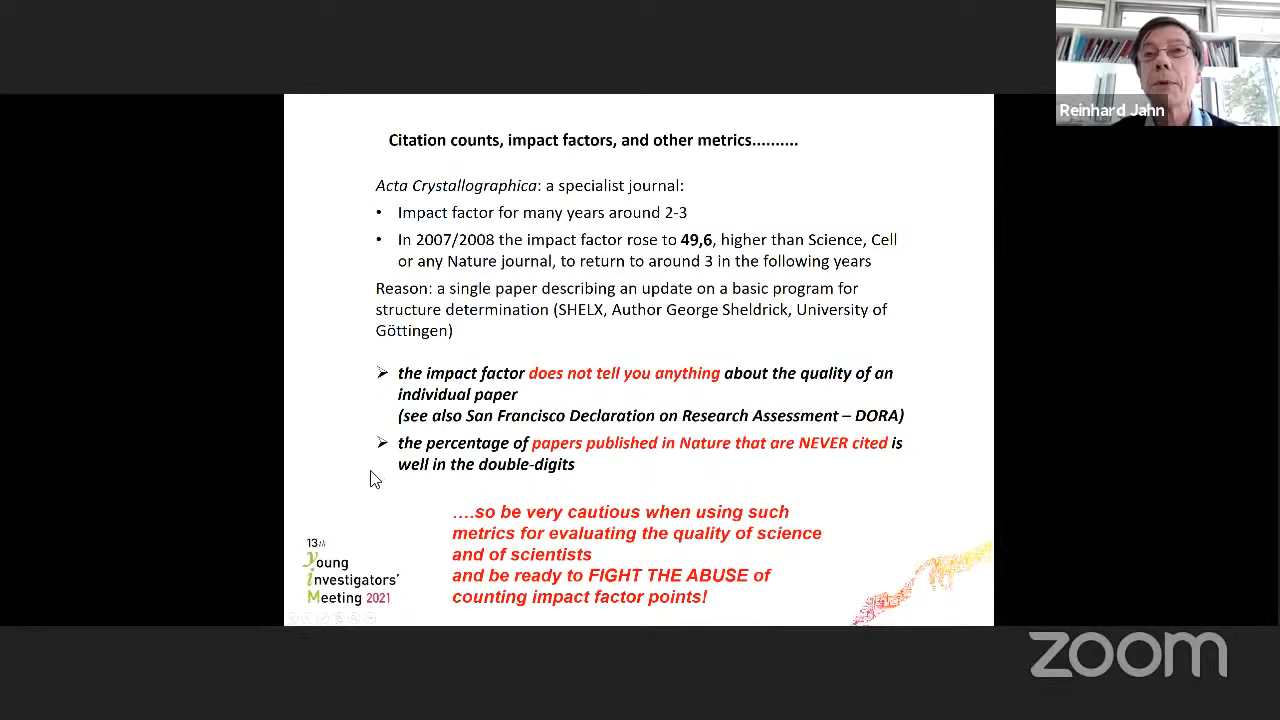 Reinhard Jahn
Citation counts, impact factors, and other metrics..........
Acta Crystallographica: a specialist journal:
• Impact factor for many years around 2-3
• In 2007/2008 the impact factor rose to 49,6, higher than Science, Cell
or any Nature journal, to return to around 3 in the following years
Reason: a single paper describing an update on a basic program for
structure determination (SHELX, Author George Sheldrick, University of
Göttingen)
➢ the impact factor does not tell you anything about the quality of an
individual paper
(see also San Francisco Declaration on Research Assessment – DORA)
➢ the percentage of papers published in Nature that are NEVER cited is
well in the double-digits
....so be very cautious when using such
metrics for evaluating the quality of science
and of scientists
and be ready to FIGHT THE ABUSE of
counting impact factor points!
13th
Young
Investigators'
Meeting 2021
zoom